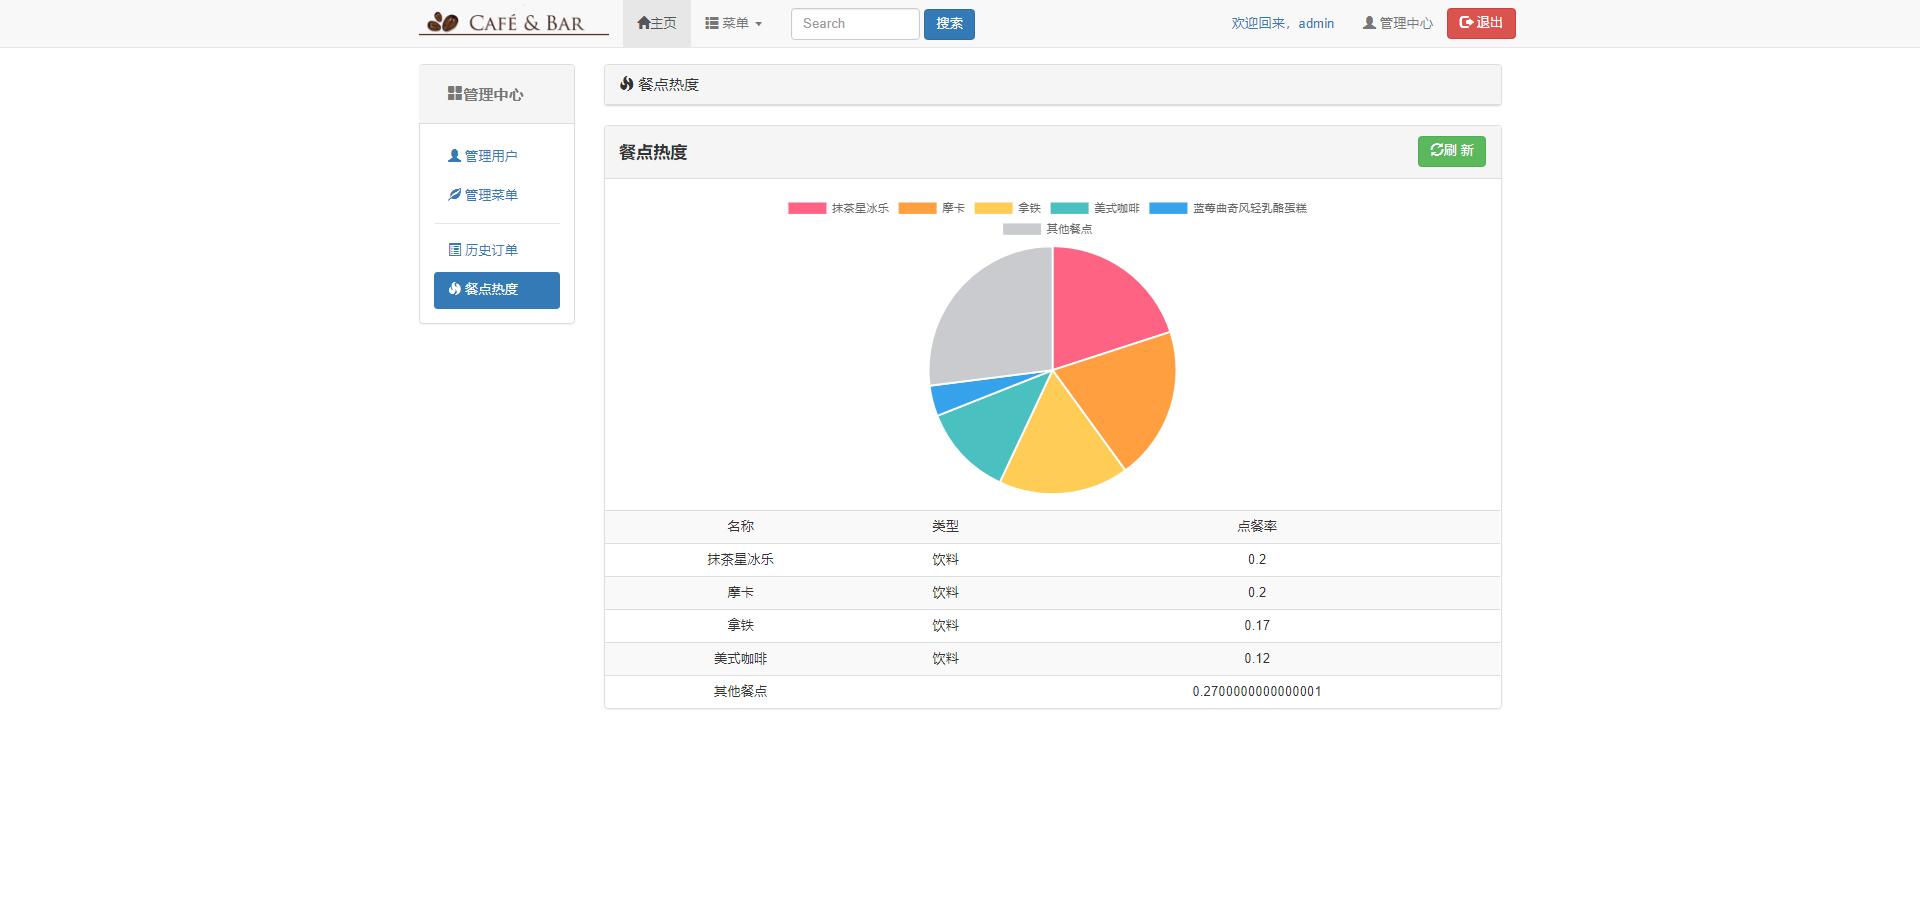 CAFÉ & BAR 主页 菜单 Search 搜索 欢迎回来，admin 管理中心 退出
管理中心
管理用户
管理菜单
历史订单
餐点热度
餐点热度
餐点热度 刷 新
抹茶星冰乐 摩卡 拿铁 美式咖啡 蓝莓曲奇风轻乳酪蛋糕
其他餐点
名称 类型 点餐率
抹茶星冰乐 饮料 0.2
摩卡 饮料 0.2
拿铁 饮料 0.17
美式咖啡 饮料 0.12
其他餐点 0.2700000000000001